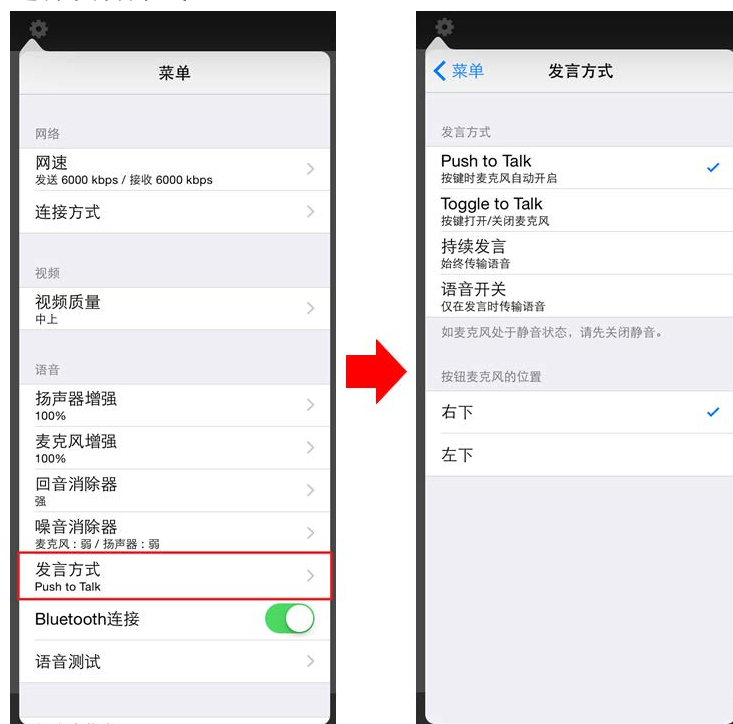 菜单
网络
网速
发送 6000 kbps / 接收 6000 kbps
连接方式
视频
视频质量
中上
语音
扬声器增强
100%
麦克风增强
100%
回音消除器
强
噪音消除器
麦克风：弱 / 扬声器：弱
发言方式
Push to Talk
Bluetooth连接
语音测试
菜单
发言方式
发言方式
Push to Talk
按键时麦克风自动开启
Toggle to Talk
按键打开/关闭麦克风
持续发言
始终传输语音
语音开关
仅在发言时传输语音
如麦克风处于静音状态，请先关闭静音。
按钮麦克风的位置
右下
左下